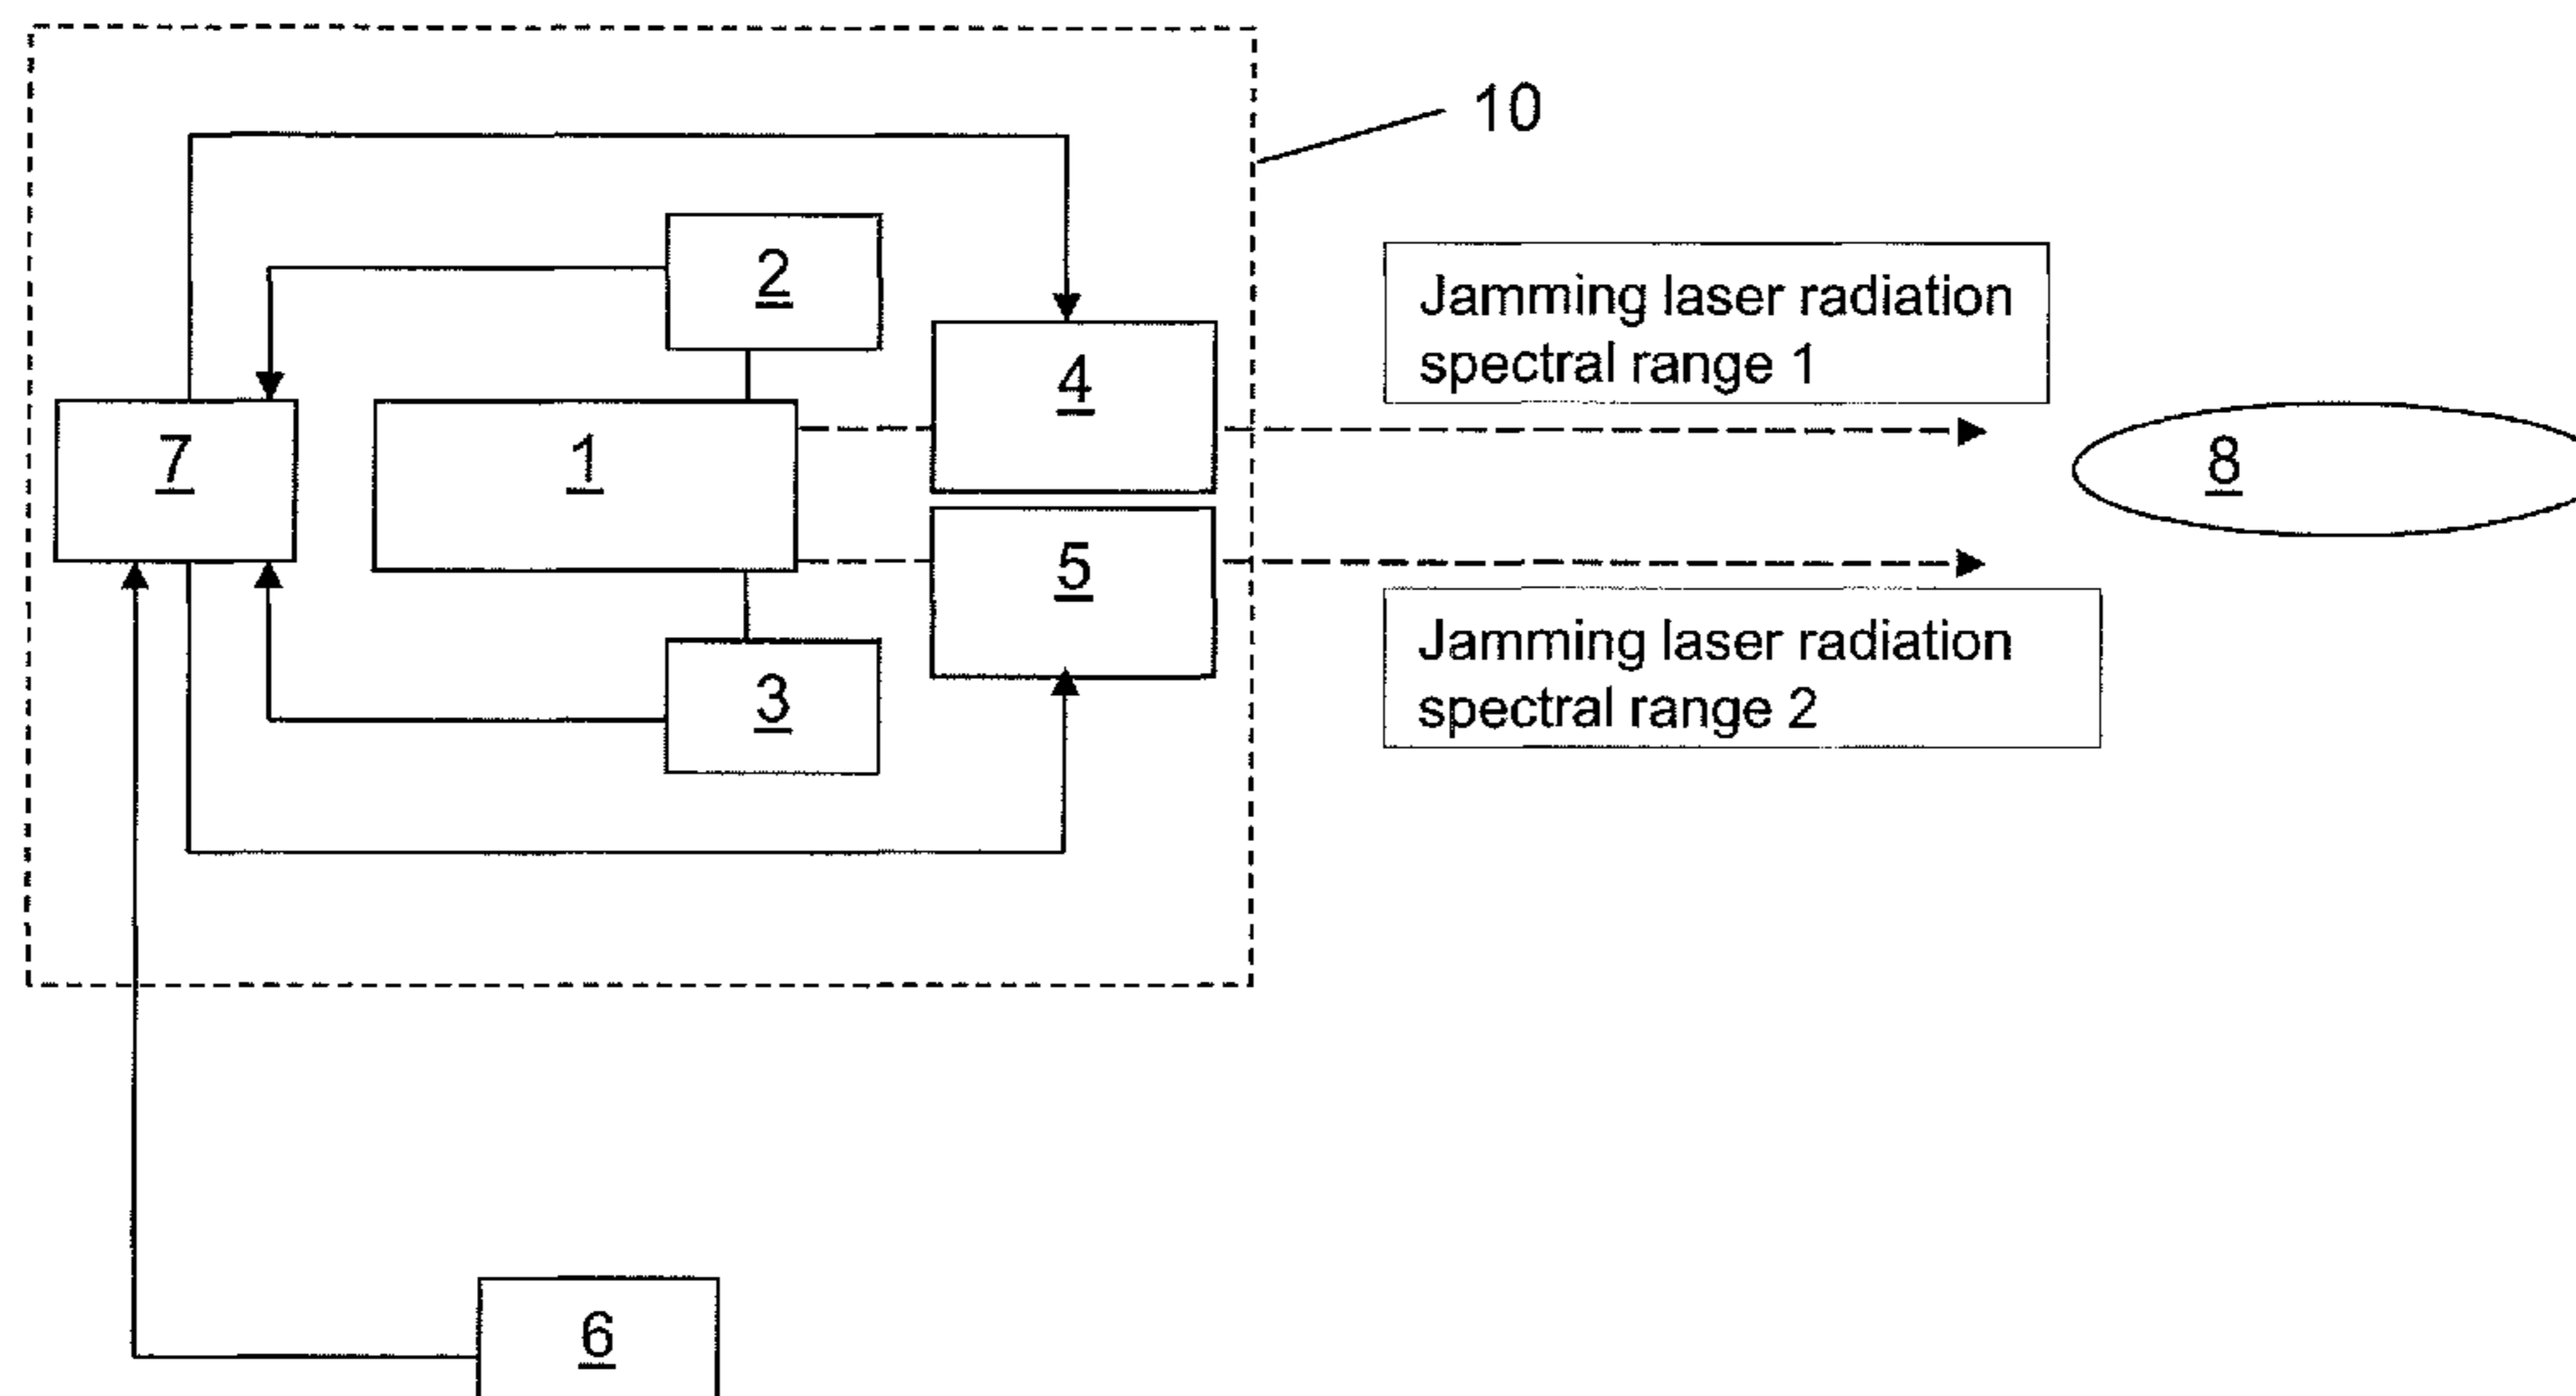 10
2
Jamming laser radiation
spectral range 1
4
7
1
8
5
Jamming laser radiation
spectral range 2
3
6